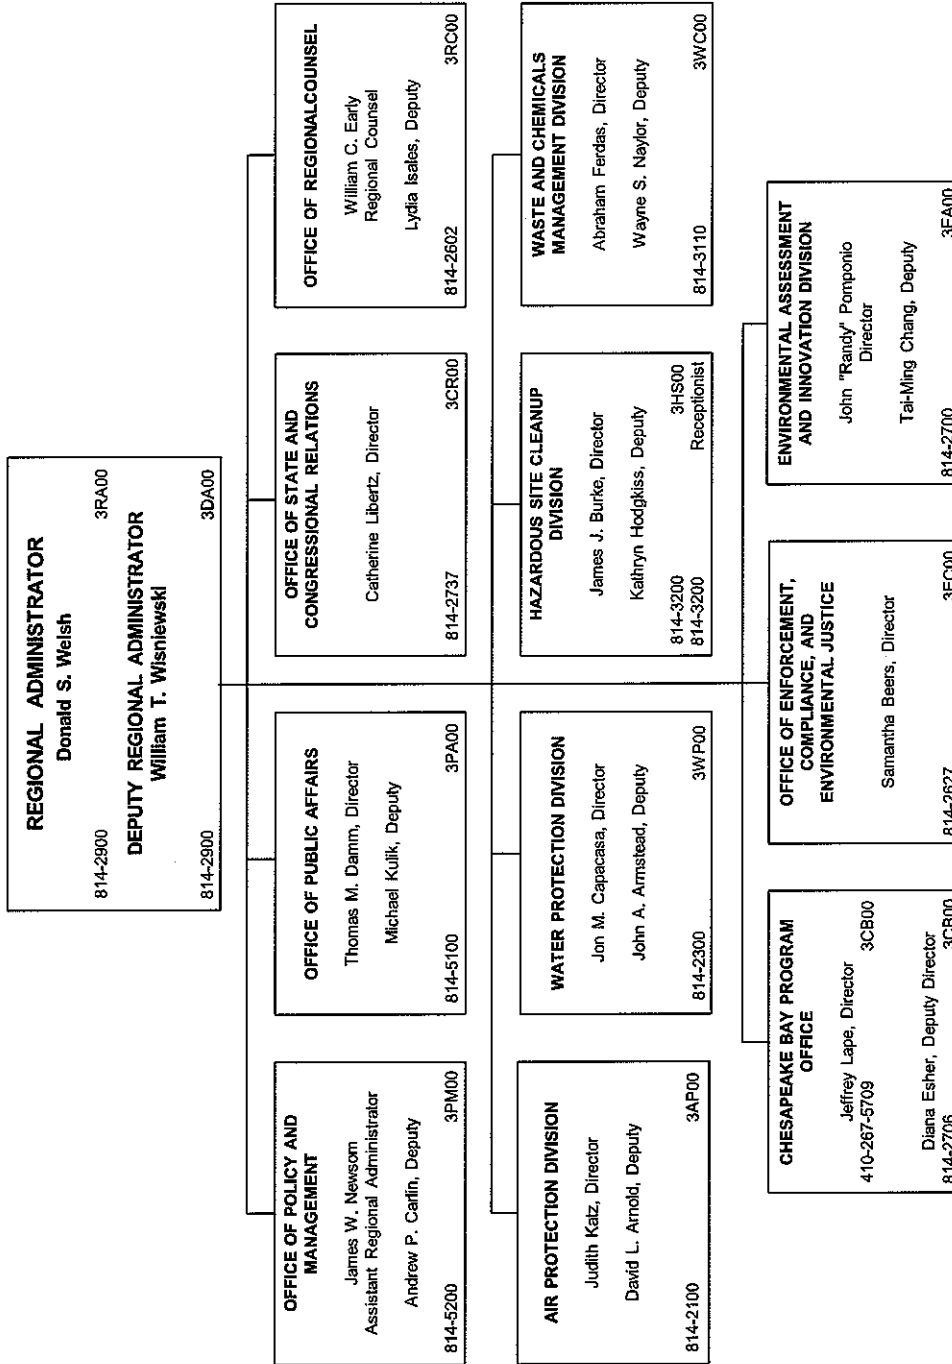 REGIONAL ADMINISTRATOR
Donald S. Welsh
814-2900 3RA00
DEPUTY REGIONAL ADMINISTRATOR
William T. Wisniewski
814-2900 3DA00
OFFICE OF POLICY AND
MANAGEMENT
James W. Newsom
Assistant Regional Administrator
Andrew P. Carlin, Deputy
814-5200 3PM00
OFFICE OF PUBLIC AFFAIRS
Thomas M. Damm, Director
Michael Kulik, Deputy
814-5100 3PA00
OFFICE OF STATE AND
CONGRESSIONAL RELATIONS
Catherine Libertz, Director
814-2737 3CR00
OFFICE OF REGIONALCOUNSEL
William C. Early
Regional Counsel
Lydia Isales, Deputy
814-2602 3RC00
AIR PROTECTION DIVISION
Judith Katz, Director
David L. Arnold, Deputy
814-2100 3AP00
WATER PROTECTION DIVISION
Jon M. Capacasa, Director
John A. Armstead, Deputy
814-2300 3WP00
HAZARDOUS SITE CLEANUP
DIVISION
James J. Burke, Director
Kathryn Hodgkiss, Deputy
814-3200 3HS00
814-3200 Receptionist
WASTE AND CHEMICALS
MANAGEMENT DIVISION
Abraham Ferdas, Director
Wayne S. Naylor, Deputy
814-3110 3WC00
CHESAPEAKE BAY PROGRAM
OFFICE
Jeffrey Lape, Director
410-267-5709 3CB00
Diana Esher, Deputy Director
814-2706 3CB00
OFFICE OF ENFORCEMENT,
COMPLIANCE, AND
ENVIRONMENTAL JUSTICE
Samantha Beers, Director
814-2627 3EC00
ENVIRONMENTAL ASSESSMENT
AND INNOVATION DIVISION
John "Randy" Pomponio
Director
Tai-Ming Chang, Deputy
814-2700 3EA00